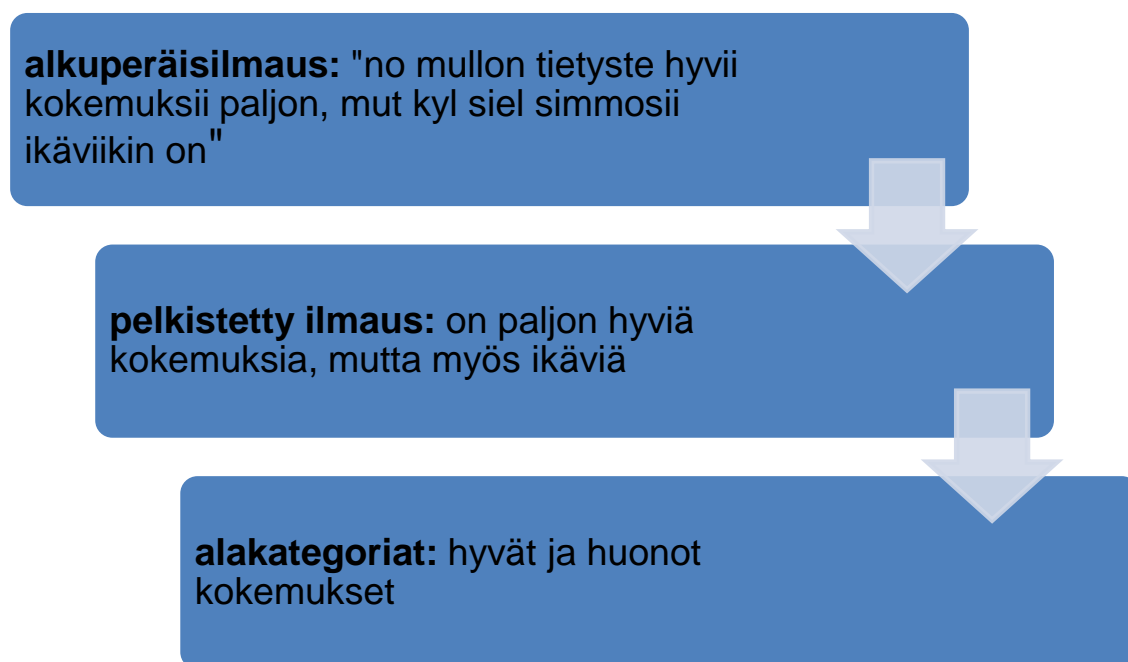 alkuperäisilmaus: "no mullon tietyste hyvii
kokemuksii paljon, mut kyl siel simmosii
ikäviikin on"
pelkistetty ilmaus: on paljon hyviä
kokemuksia, mutta myös ikäviä
alakategoriat: hyvät ja huonot
kokemukset